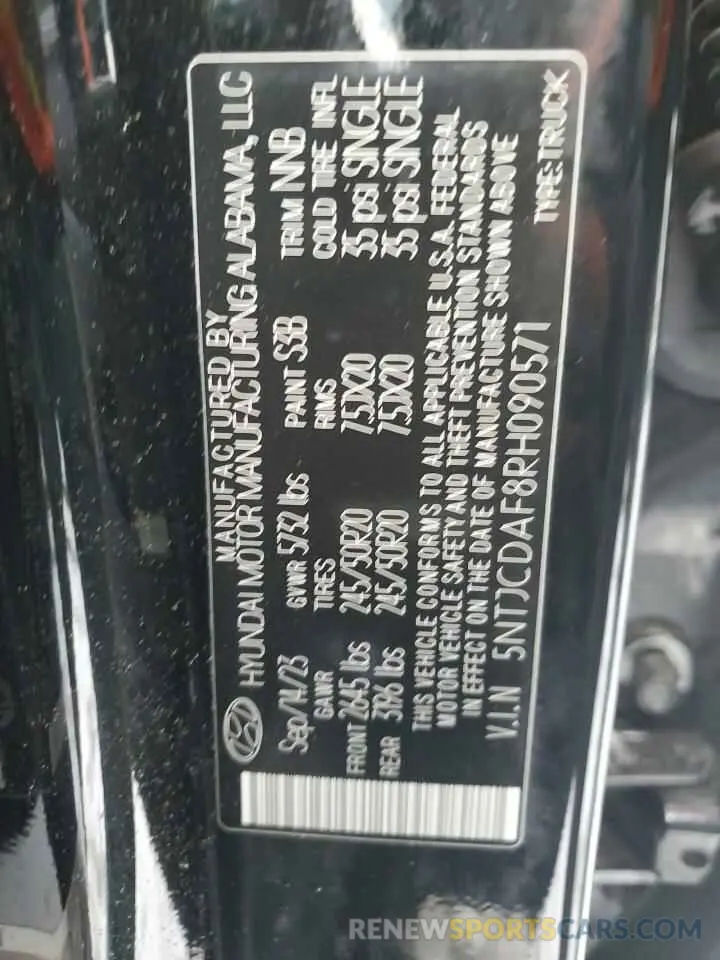 MANUFACTURED BY
HYUNDAI MOTOR MANUFACTURING ALABAMA, LLC
Sep/14/23 GVWR 5732 lbs PAINT S3B TRIM NNB
GAWR TIRES RIMS COLD TIRE INFL
FRONT 2645 lbs 245/50R20 7.5JX20 35 psi SINGLE
REAR 3196 lbs 245/50R20 7.5JX20 35 psi SINGLE
THIS VEHICLE CONFORMS TO ALL APPLICABLE U.S.A. FEDERAL
MOTOR VEHICLE SAFETY AND THEFT PREVENTION STANDARDS
IN EFFECT ON THE DATE OF MANUFACTURE SHOWN ABOVE
V.I.N 5NTJCDAF8RH090571
TYPE:TRUCK
RENEWSPORTSCARS.COM